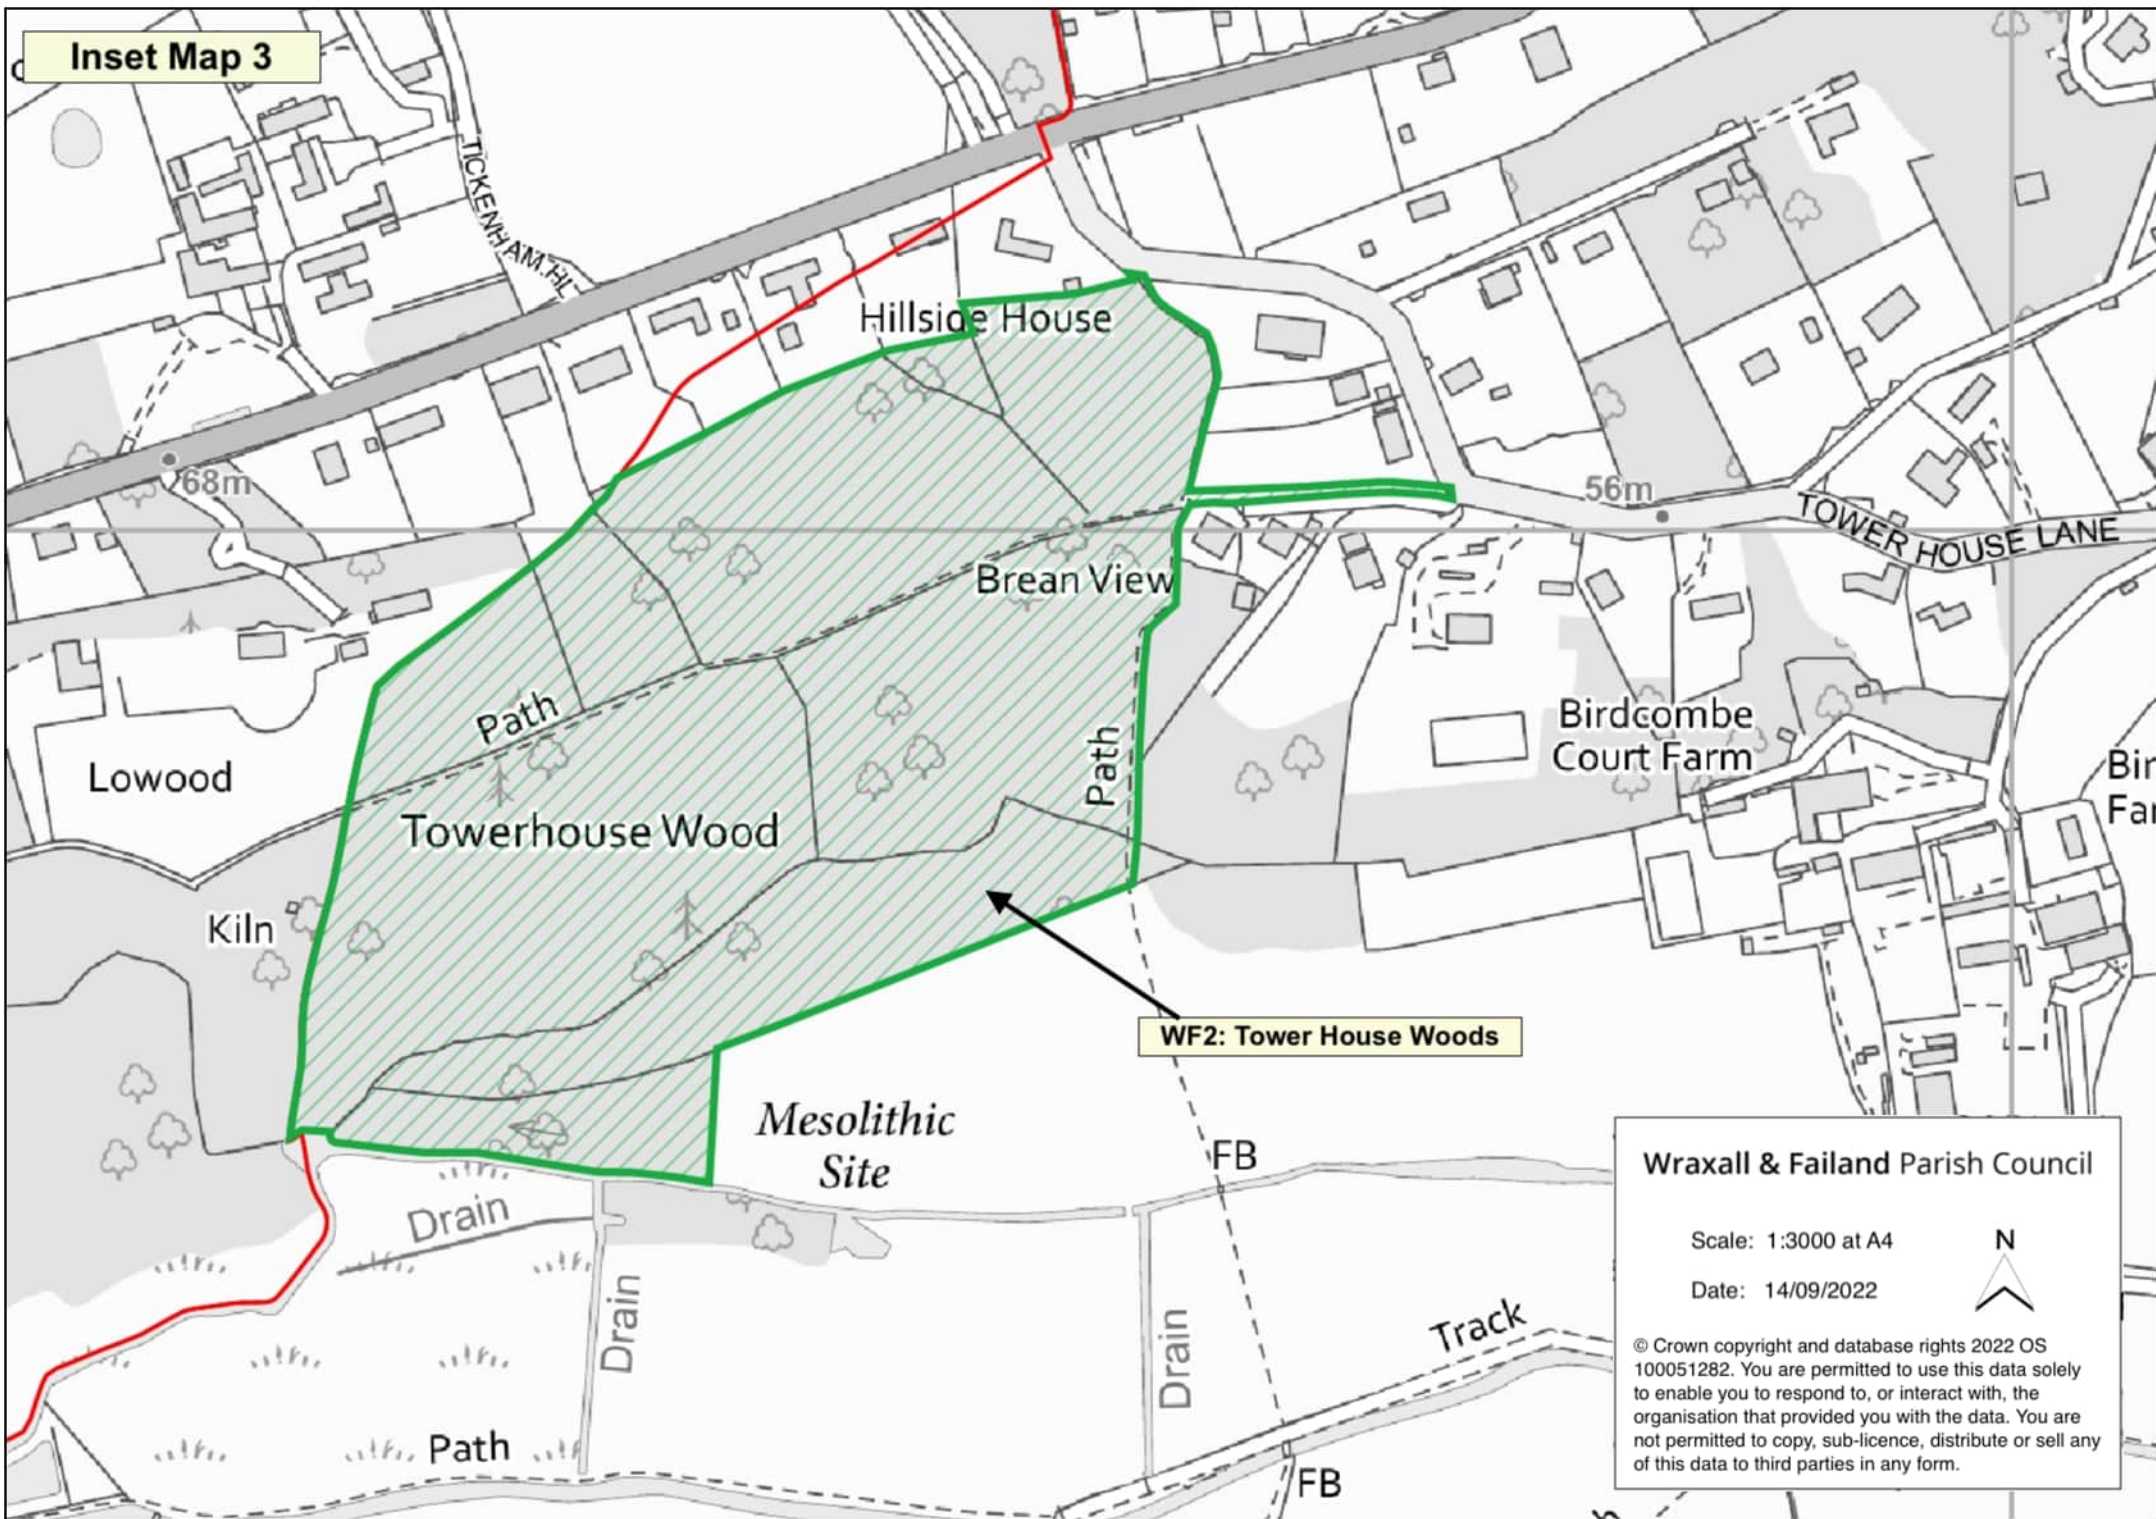 Inset Map 3
TICKENHAM HL
Hillside House
68m
56m
TOWER HOUSE LANE
Brean View
Path
Path
Birdcombe
Court Farm
Lowood
Towerhouse Wood
Kiln
WF2: Tower House Woods
Mesolithic
Site
FB
Drain
Drain
Drain
Track
Path
FB
Wraxall & Failand Parish Council
Scale: 1:3000 at A4
N
Date: 14/09/2022
© Crown copyright and database rights 2022 OS
100051282. You are permitted to use this data solely
to enable you to respond to, or interact with, the
organisation that provided you with the data. You are
not permitted to copy, sub-licence, distribute or sell any
of this data to third parties in any form.